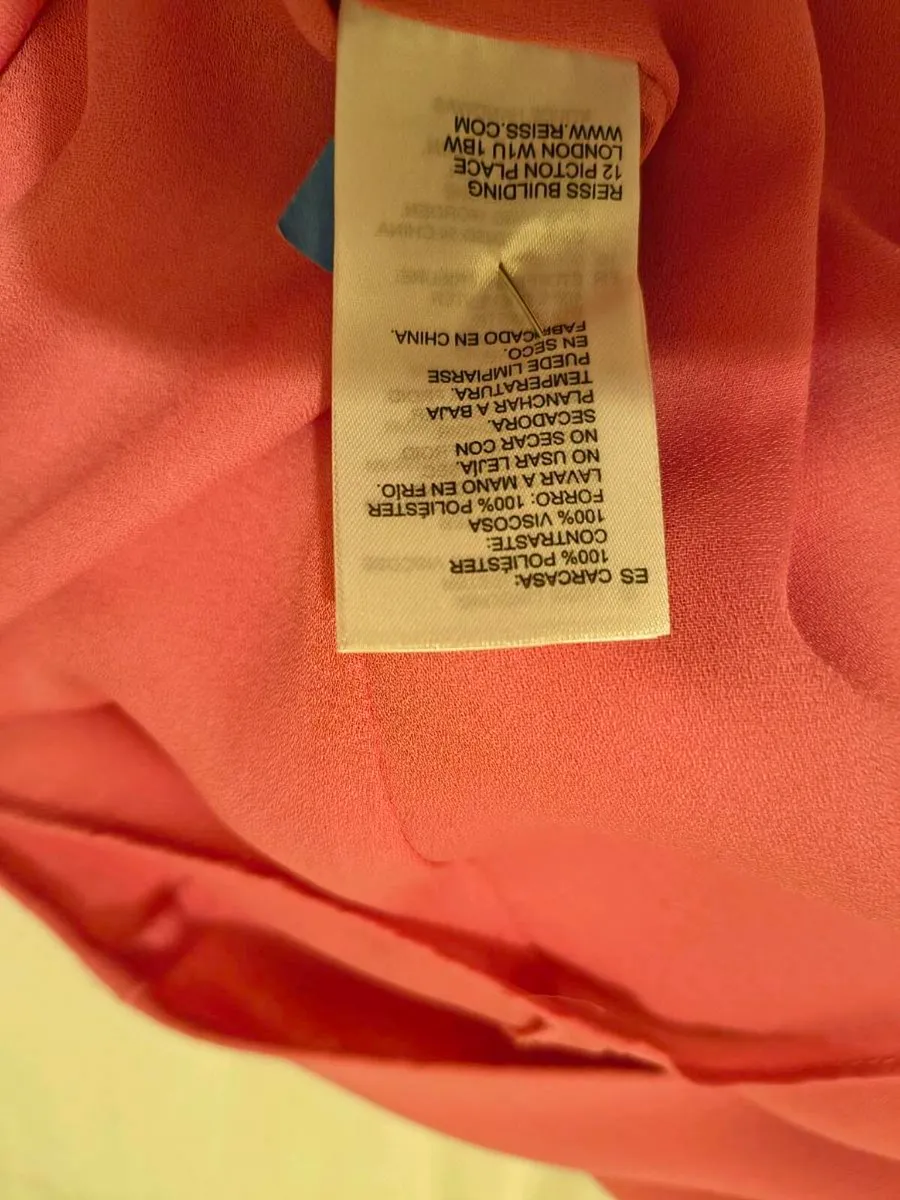 ES CARCASA:
100% POLIÉSTER
CONTRASTE:
100% VISCOSA
FORRO: 100% POLIÉSTER
LAVAR A MANO EN FRÍO.
NO USAR LEJÍA.
NO SECAR CON
SECADORA.
PLANCHAR A BAJA
TEMPERATURA.
PUEDE LIMPIARSE
EN SECO.
FABRICADO EN CHINA.
REISS BUILDING
12 PICTON PLACE
LONDON W1U 1BW
WWW.REISS.COM